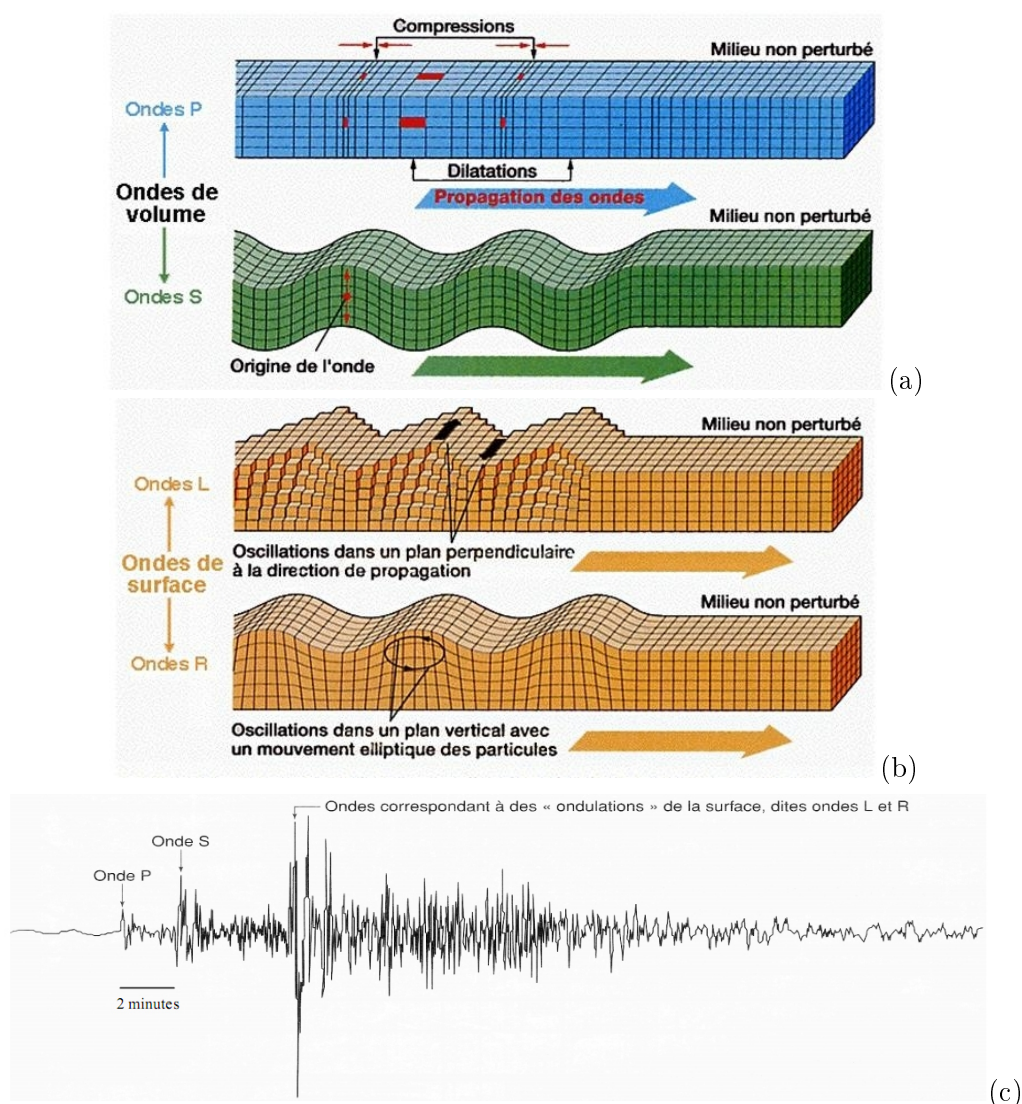 Compressions
Milieu non perturbé
Ondes P
Dilatations
Ondes de
volume
Propagation des ondes
Milieu non perturbé
Ondes S
Origine de l'onde
(a)
Milieu non perturbé
Ondes L
Oscillations dans un plan perpendiculaire
à la direction de propagation
Ondes de
surface
Milieu non perturbé
Ondes R
Oscillations dans un plan vertical avec
un mouvement elliptique des particules
(b)
Ondes correspondant à des « ondulations » de la surface, dites ondes L et R
Onde S
Onde P
2 minutes
(c)